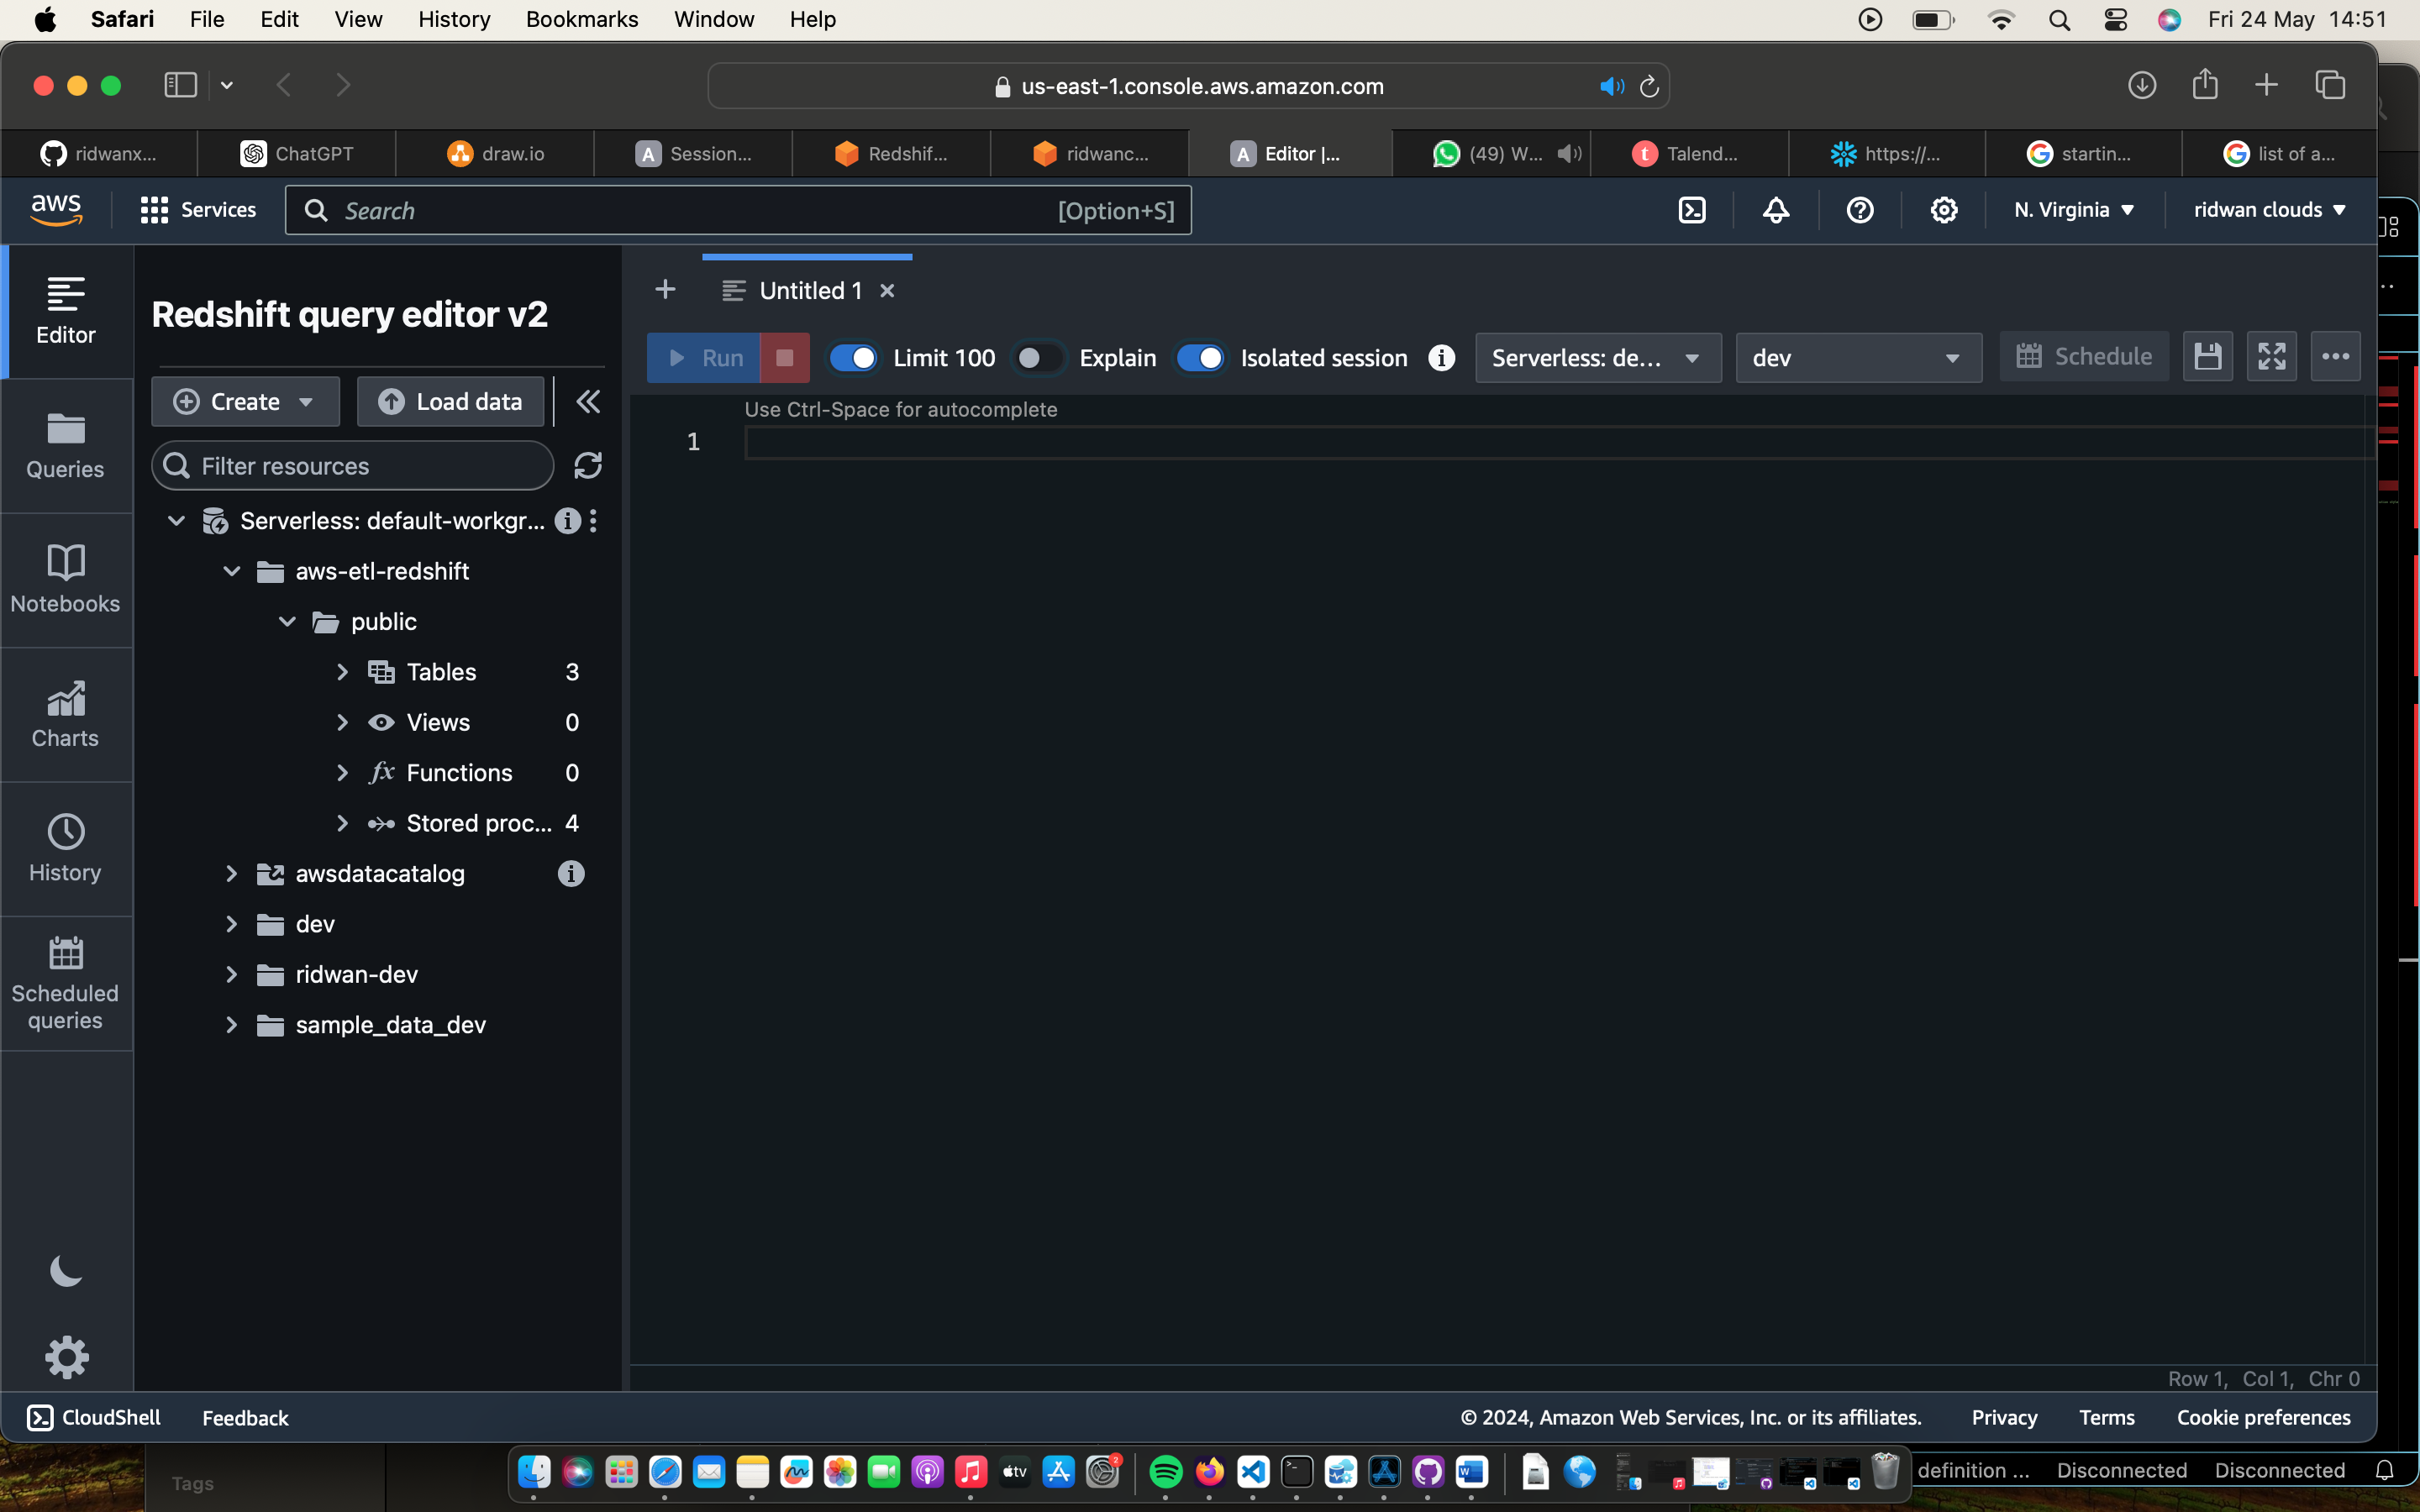 Safari File Edit View History Bookmarks Window Help Fri 24 May 14:51
us-east-1.console.aws.amazon.com
ridwanx... ChatGPT draw.io A Session... Redshif... ridwanc... A Editor |... (49) W... t Talend... https://... startin... list of a...
aws Services Search [Option+S] N. Virginia ridwan clouds
Editor
Queries
Notebooks
Charts
History
Scheduled
queries
Redshift query editor v2
Create Load data
Filter resources
Serverless: default-workgr...
aws-etl-redshift
public
Tables 3
Views 0
fx Functions 0
Stored proc... 4
awsdatacatalog
dev
ridwan-dev
sample_data_dev
Untitled 1
Run Limit 100 Explain Isolated session Serverless: de... dev Schedule
Use Ctrl-Space for autocomplete
1
Row 1, Col 1, Chr 0
CloudShell Feedback © 2024, Amazon Web Services, Inc. or its affiliates. Privacy Terms Cookie preferences
Tags
tv
2
definition ... Disconnected Disconnected